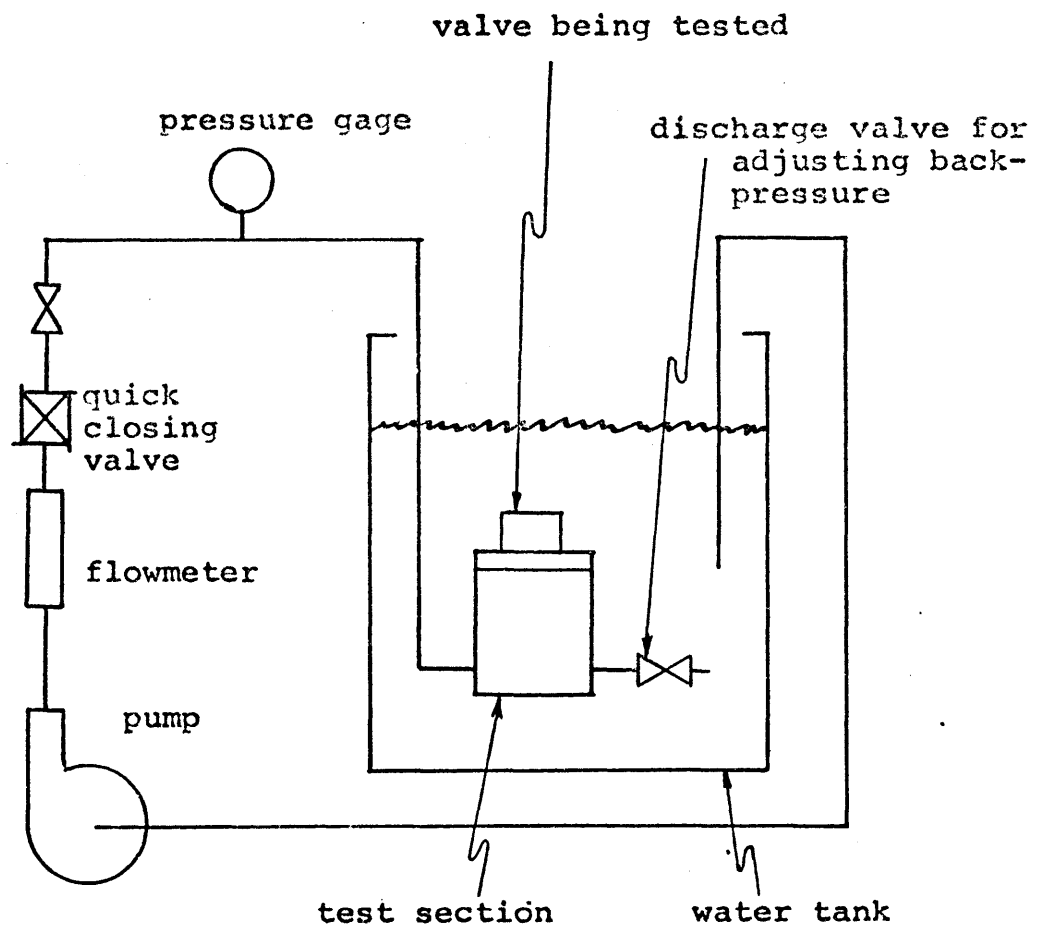 valve being tested
pressure gage
discharge valve for
adjusting back-
pressure
quick
closing
valve
flowmeter
pump
test section
water tank